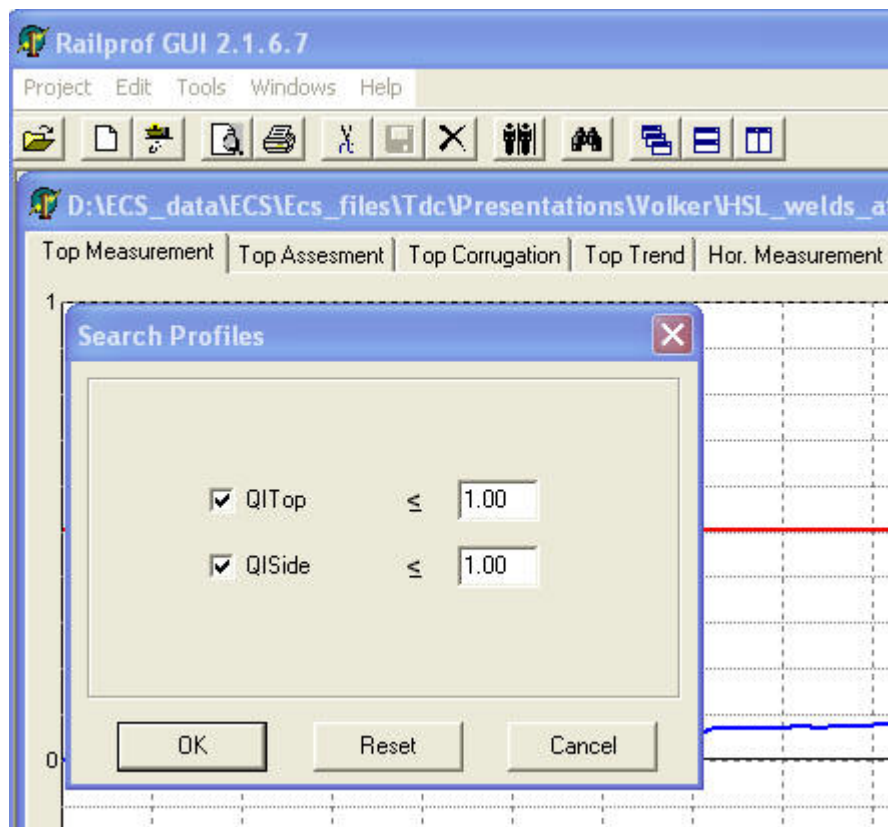 Railprof GUI 2.1.6.7
Project Edit Tools Windows Help
D:\ECS_data\ECS\Ecs_files\Tdc\Presentations\Volker\HSL_welds_a
Top Measurement Top Assesment Top Corrugation Top Trend Hor. Measurement
1
Search Profiles
QITop ≤ 1.00
QISide ≤ 1.00
OK Reset Cancel
0